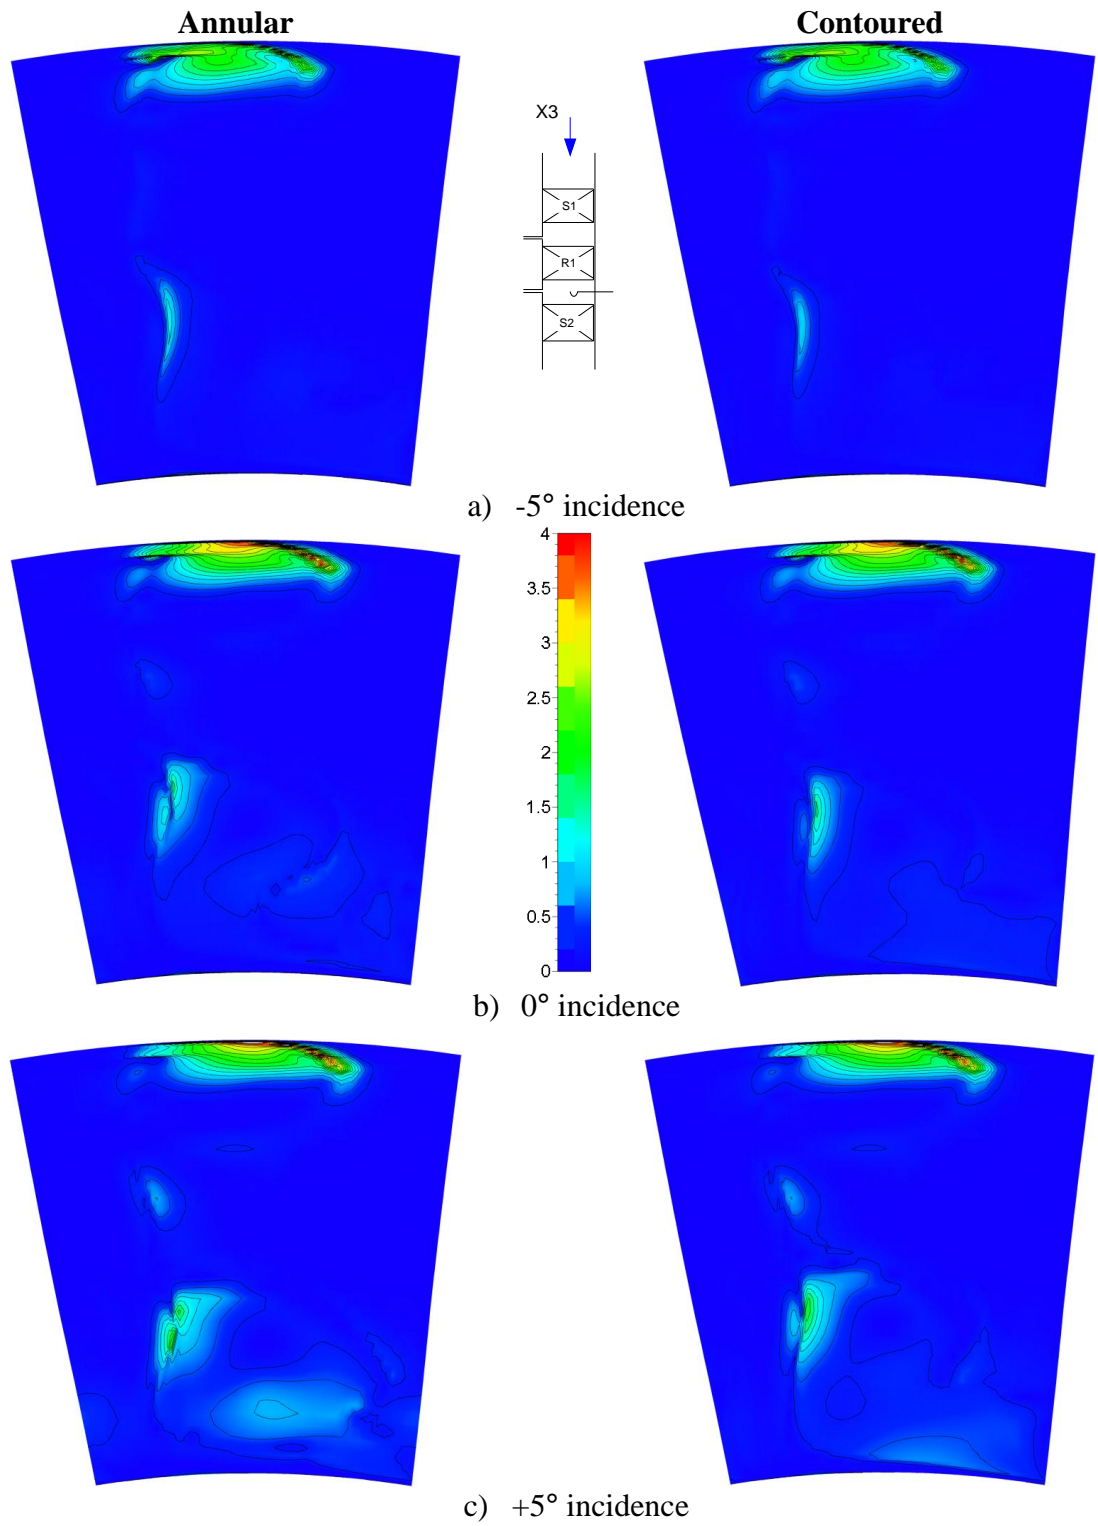 Annular
Contoured
X3
S1
R1
S2
a) -5° incidence
4
3.5
3
2.5
2
1.5
1
0.5
0
b) 0° incidence
c) +5° incidence